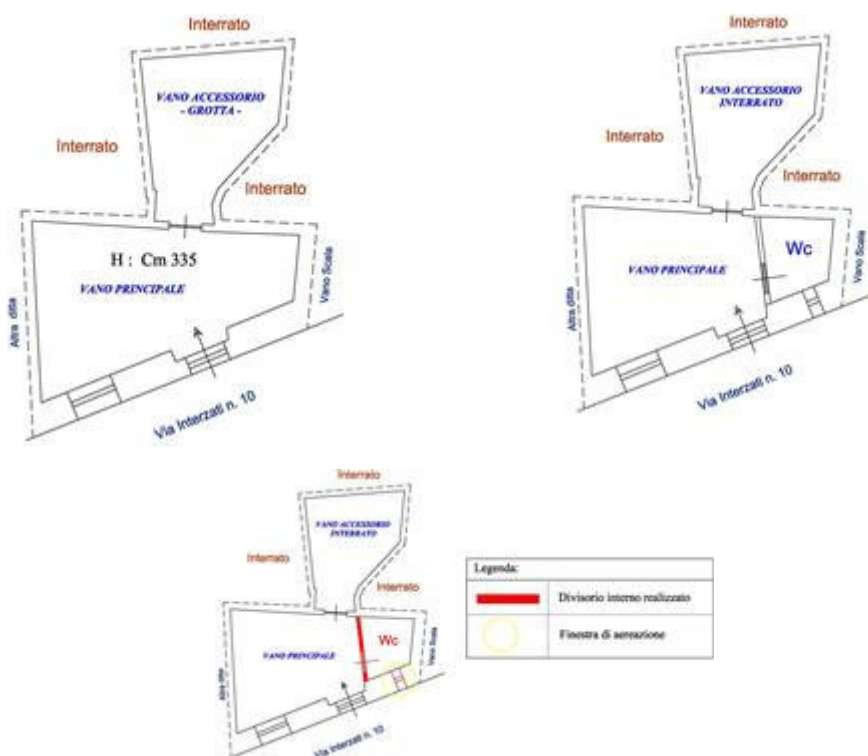 Interrato
VANO ACCESSORIO
- GROTTA -
Interrato
Interrato
H : Cm 335
VANO PRINCIPALE
Altra ditta
Vano Scala
Via Interzati n. 10
Interrato
VANO ACCESSORIO
INTERRATO
Interrato
Interrato
Wc
VANO PRINCIPALE
Altra ditta
Vano Scala
Via Interzati n. 10
Interrato
VANO ACCESSORIO
INTERRATO
Interrato
Interrato
Wc
VANO PRINCIPALE
Altra ditta
Vano Scala
Via Interzati n. 10
Legenda:
Divisorio interno realizzato
Finestra di aereazione